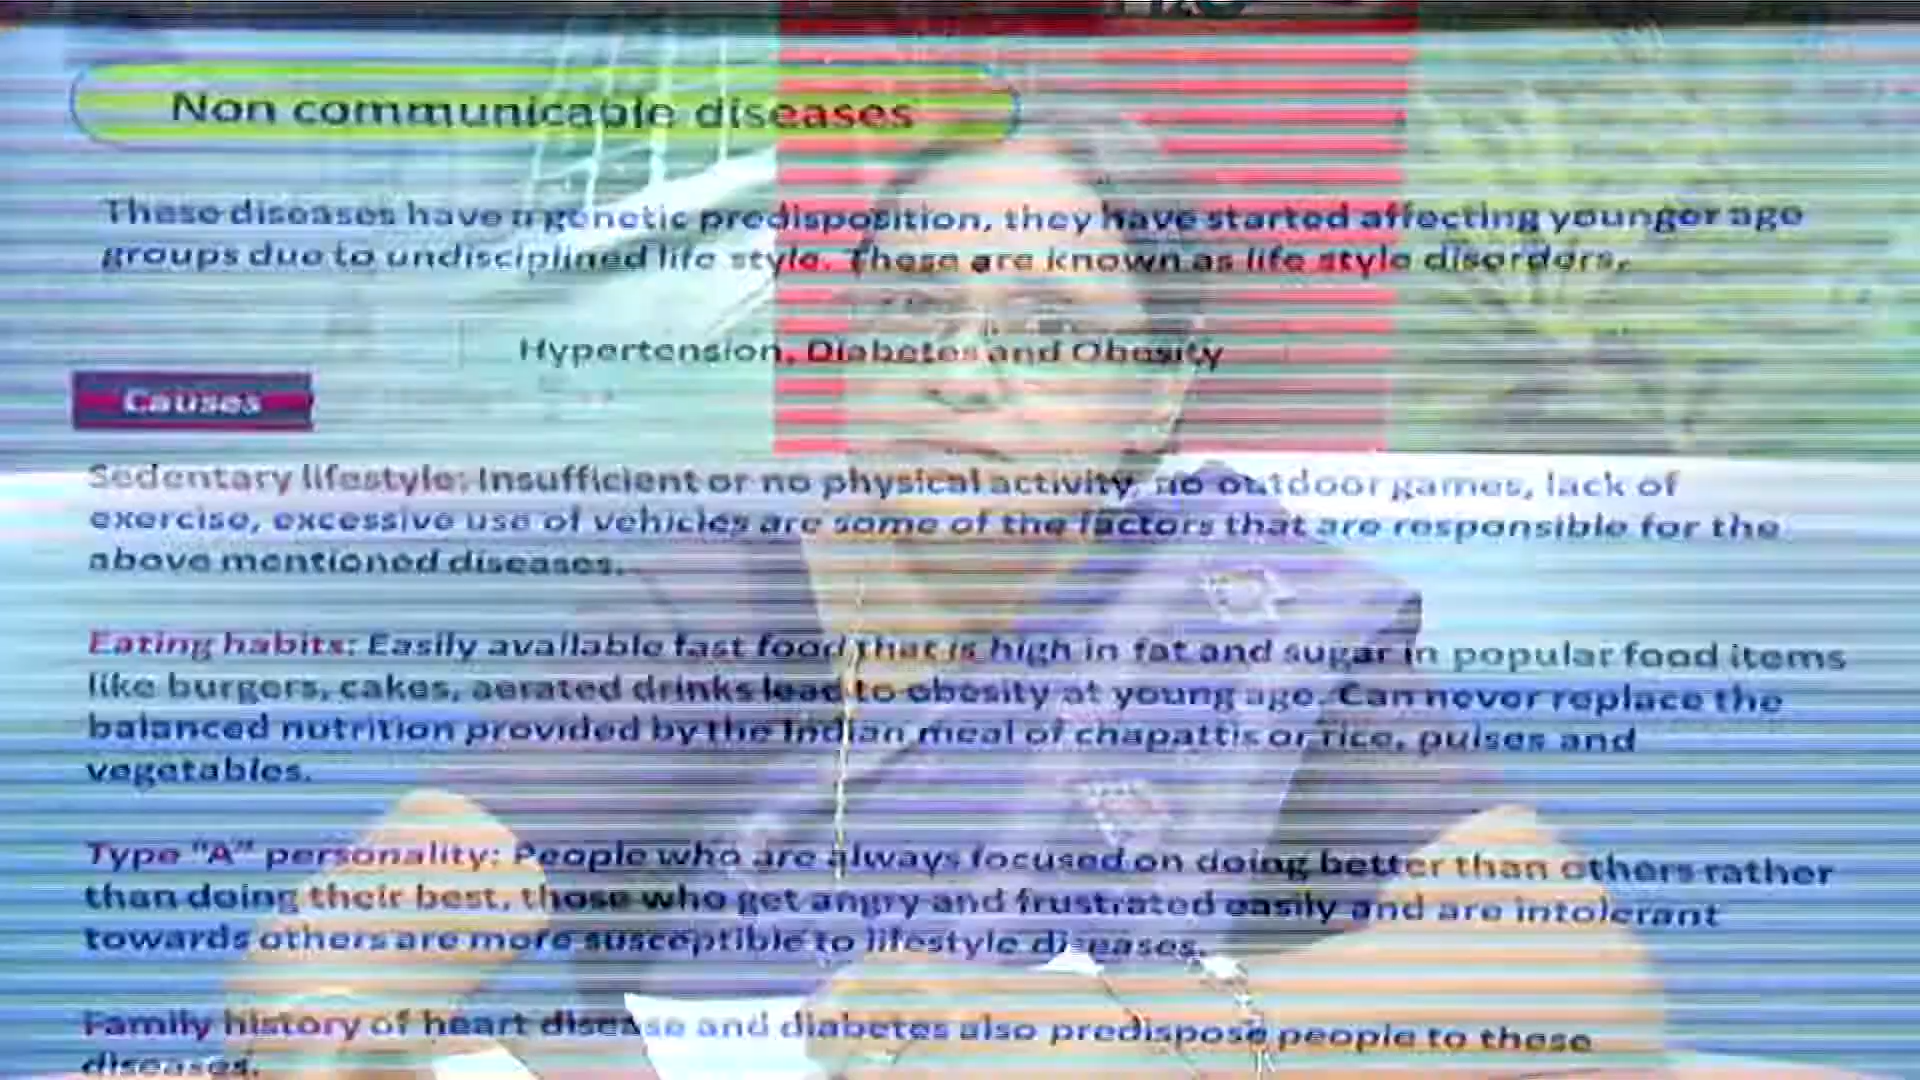 Non communicable diseases
These diseases have a genetic predisposition, they have started affecting younger age
groups due to undisciplined life style. These are known as life style disorders.
Hypertension, Diabetes and Obesity
Causes
Sedentary lifestyle: Insufficient or no physical activity, no outdoor games, lack of
exercise, excessive use of vehicles are some of the factors that are responsible for the
above mentioned diseases.
Eating habits: Easily available fast food that is high in fat and sugar in popular food items
like burgers, cakes, aerated drinks lead to obesity at young age. Can never replace the
balanced nutrition provided by the Indian meal of chapattis or rice, pulses and
vegetables.
Type "A" personality: People who are always focused on doing better than others rather
than doing their best, those who get angry and frustrated easily and are intolerant
towards others are more susceptible to lifestyle diseases.
Family history of heart disease and diabetes also predispose people to these
diseases.